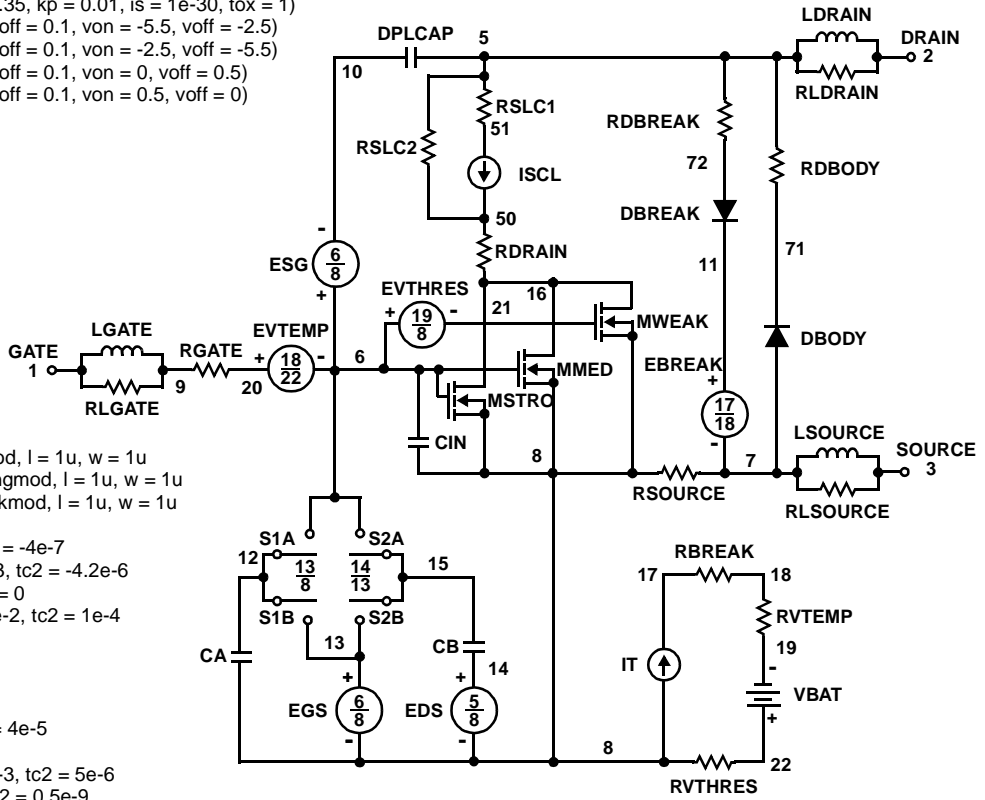 .35, kp = 0.01, is = 1e-30, tox = 1)
off = 0.1, von = -5.5, voff = -2.5)
off = 0.1, von = -2.5, voff = -5.5)
off = 0.1, von = 0, voff = 0.5)
off = 0.1, von = 0.5, voff = 0)
LDRAIN
DPLCAP 5 DRAIN
2
10
RLDRAIN
RSLC1
51
RDBREAK
RSLC2
72
RDBODY
ISCL
DBREAK
50
RDRAIN
71
11
ESG 6
8
-
+
EVTHRES
+ 19
8 -
16
21
MWEAK
LGATE
GATE
1
RLGATE
9
RGATE
20
EVTEMP
+ 18
22 -
6
MMED
MSTRO
DBODY
EBREAK
+
17
18
-
CIN
8
LSOURCE
SOURCE
3
7
RSOURCE
RLSOURCE
od, l = 1u, w = 1u
ngmod, l = 1u, w = 1u
kmod, l = 1u, w = 1u
= -4e-7
3, tc2 = -4.2e-6
= 0
e-2, tc2 = 1e-4
S1A S2A
12 13
8
14
13 15
S1B S2B
13
CA
CB
14
+ +
EGS 6
8
EDS 5
8
- -
RBREAK
17 18
RVTEMP
19
-
IT
VBAT
+
8
22
RVTHRES
= 4e-5
-3, tc2 = 5e-6
2 = 0.5e-9